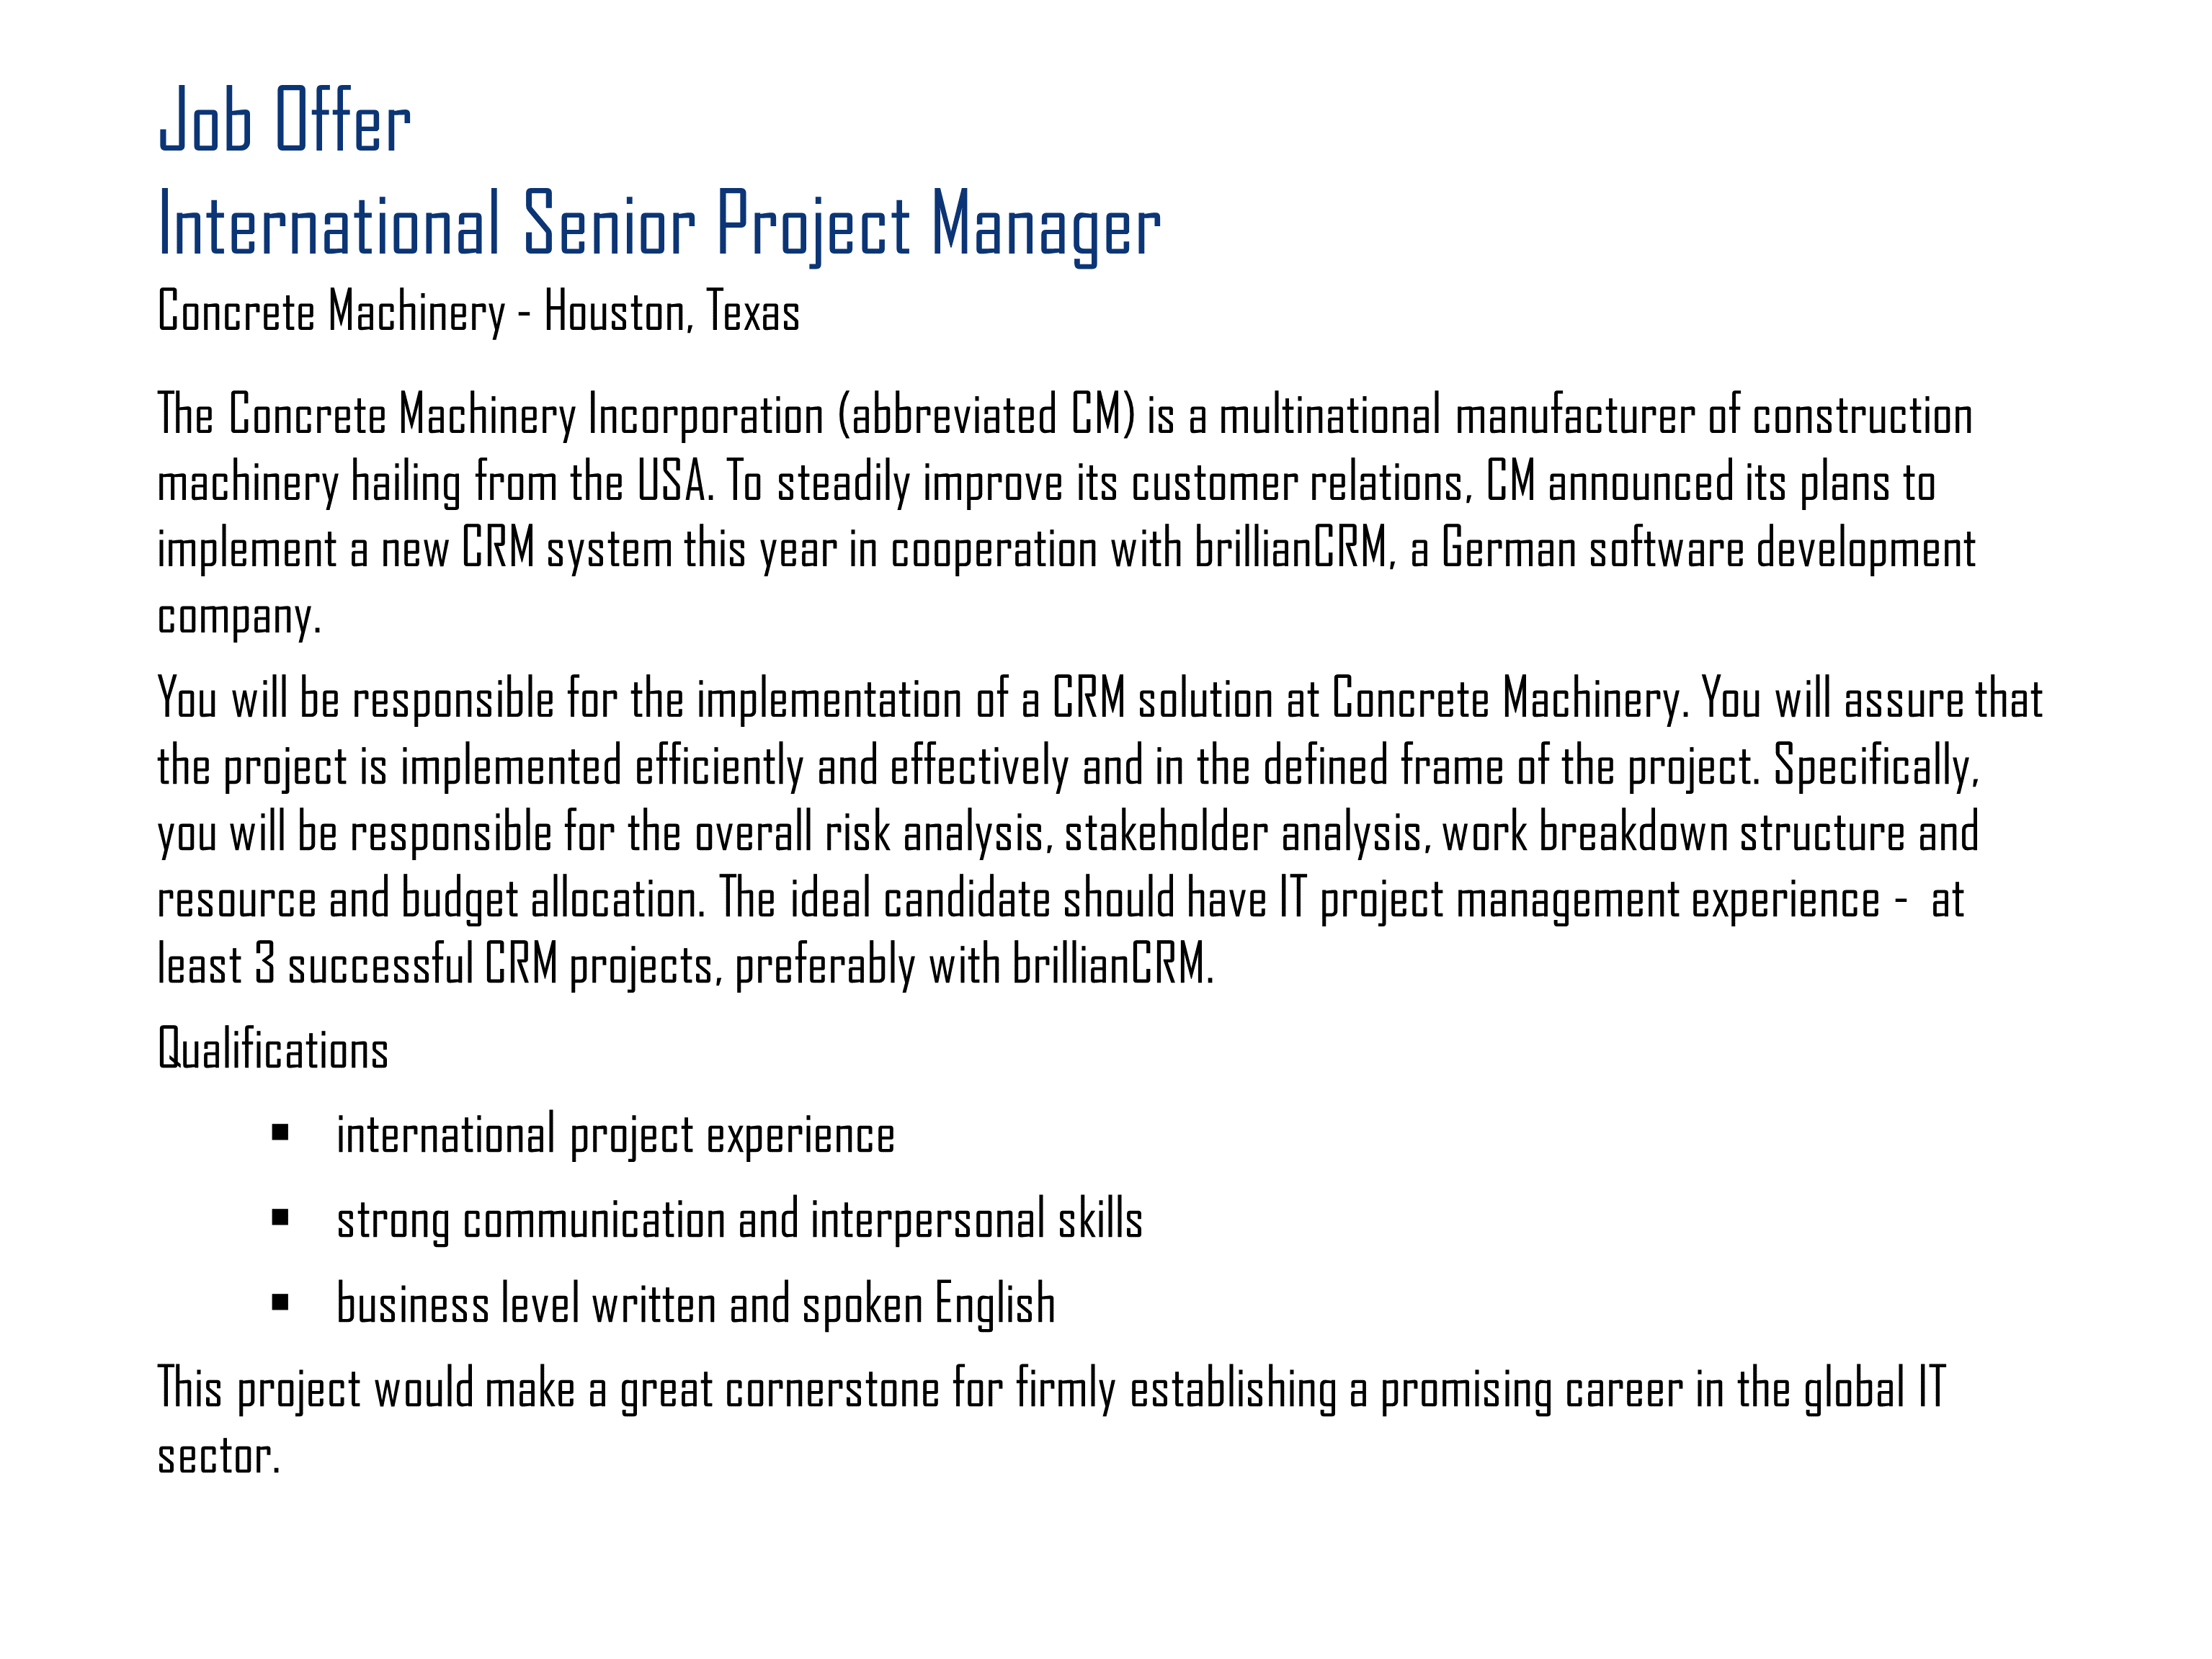 Job Offer
International Senior Project Manager
Concrete Machinery - Houston, Texas
The Concrete Machinery Incorporation (abbreviated CM) is a multinational manufacturer of construction
machinery hailing from the USA. To steadily improve its customer relations, CM announced its plans to
implement a new CRM system this year in cooperation with brillianCRM, a German software development
company.
You will be responsible for the implementation of a CRM solution at Concrete Machinery. You will assure that
the project is implemented efficiently and effectively and in the defined frame of the project. Specifically,
you will be responsible for the overall risk analysis, stakeholder analysis, work breakdown structure and
resource and budget allocation. The ideal candidate should have IT project management experience - at
least 3 successful CRM projects, preferably with brillianCRM.
Qualifications
▪ international project experience
▪ strong communication and interpersonal skills
▪ business level written and spoken English
This project would make a great cornerstone for firmly establishing a promising career in the global IT
sector.